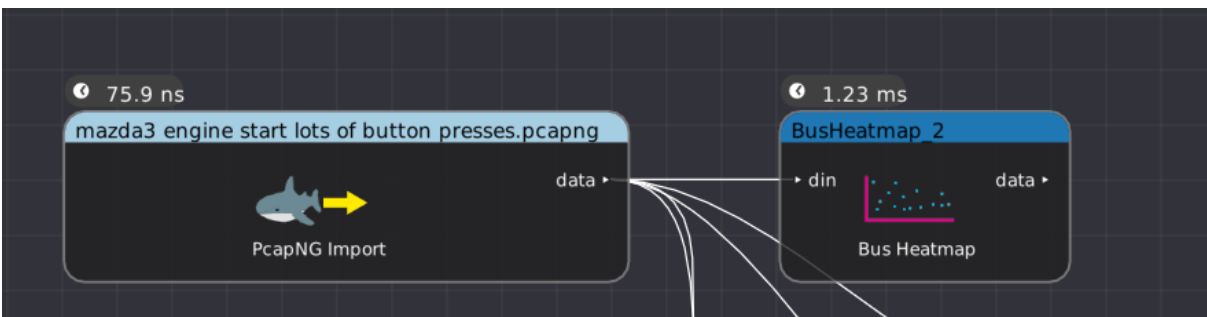 75.9 ns
mazda3 engine start lots of button presses.pcapng
data
PcapNG Import
1.23 ms
BusHeatmap_2
din
data
Bus Heatmap